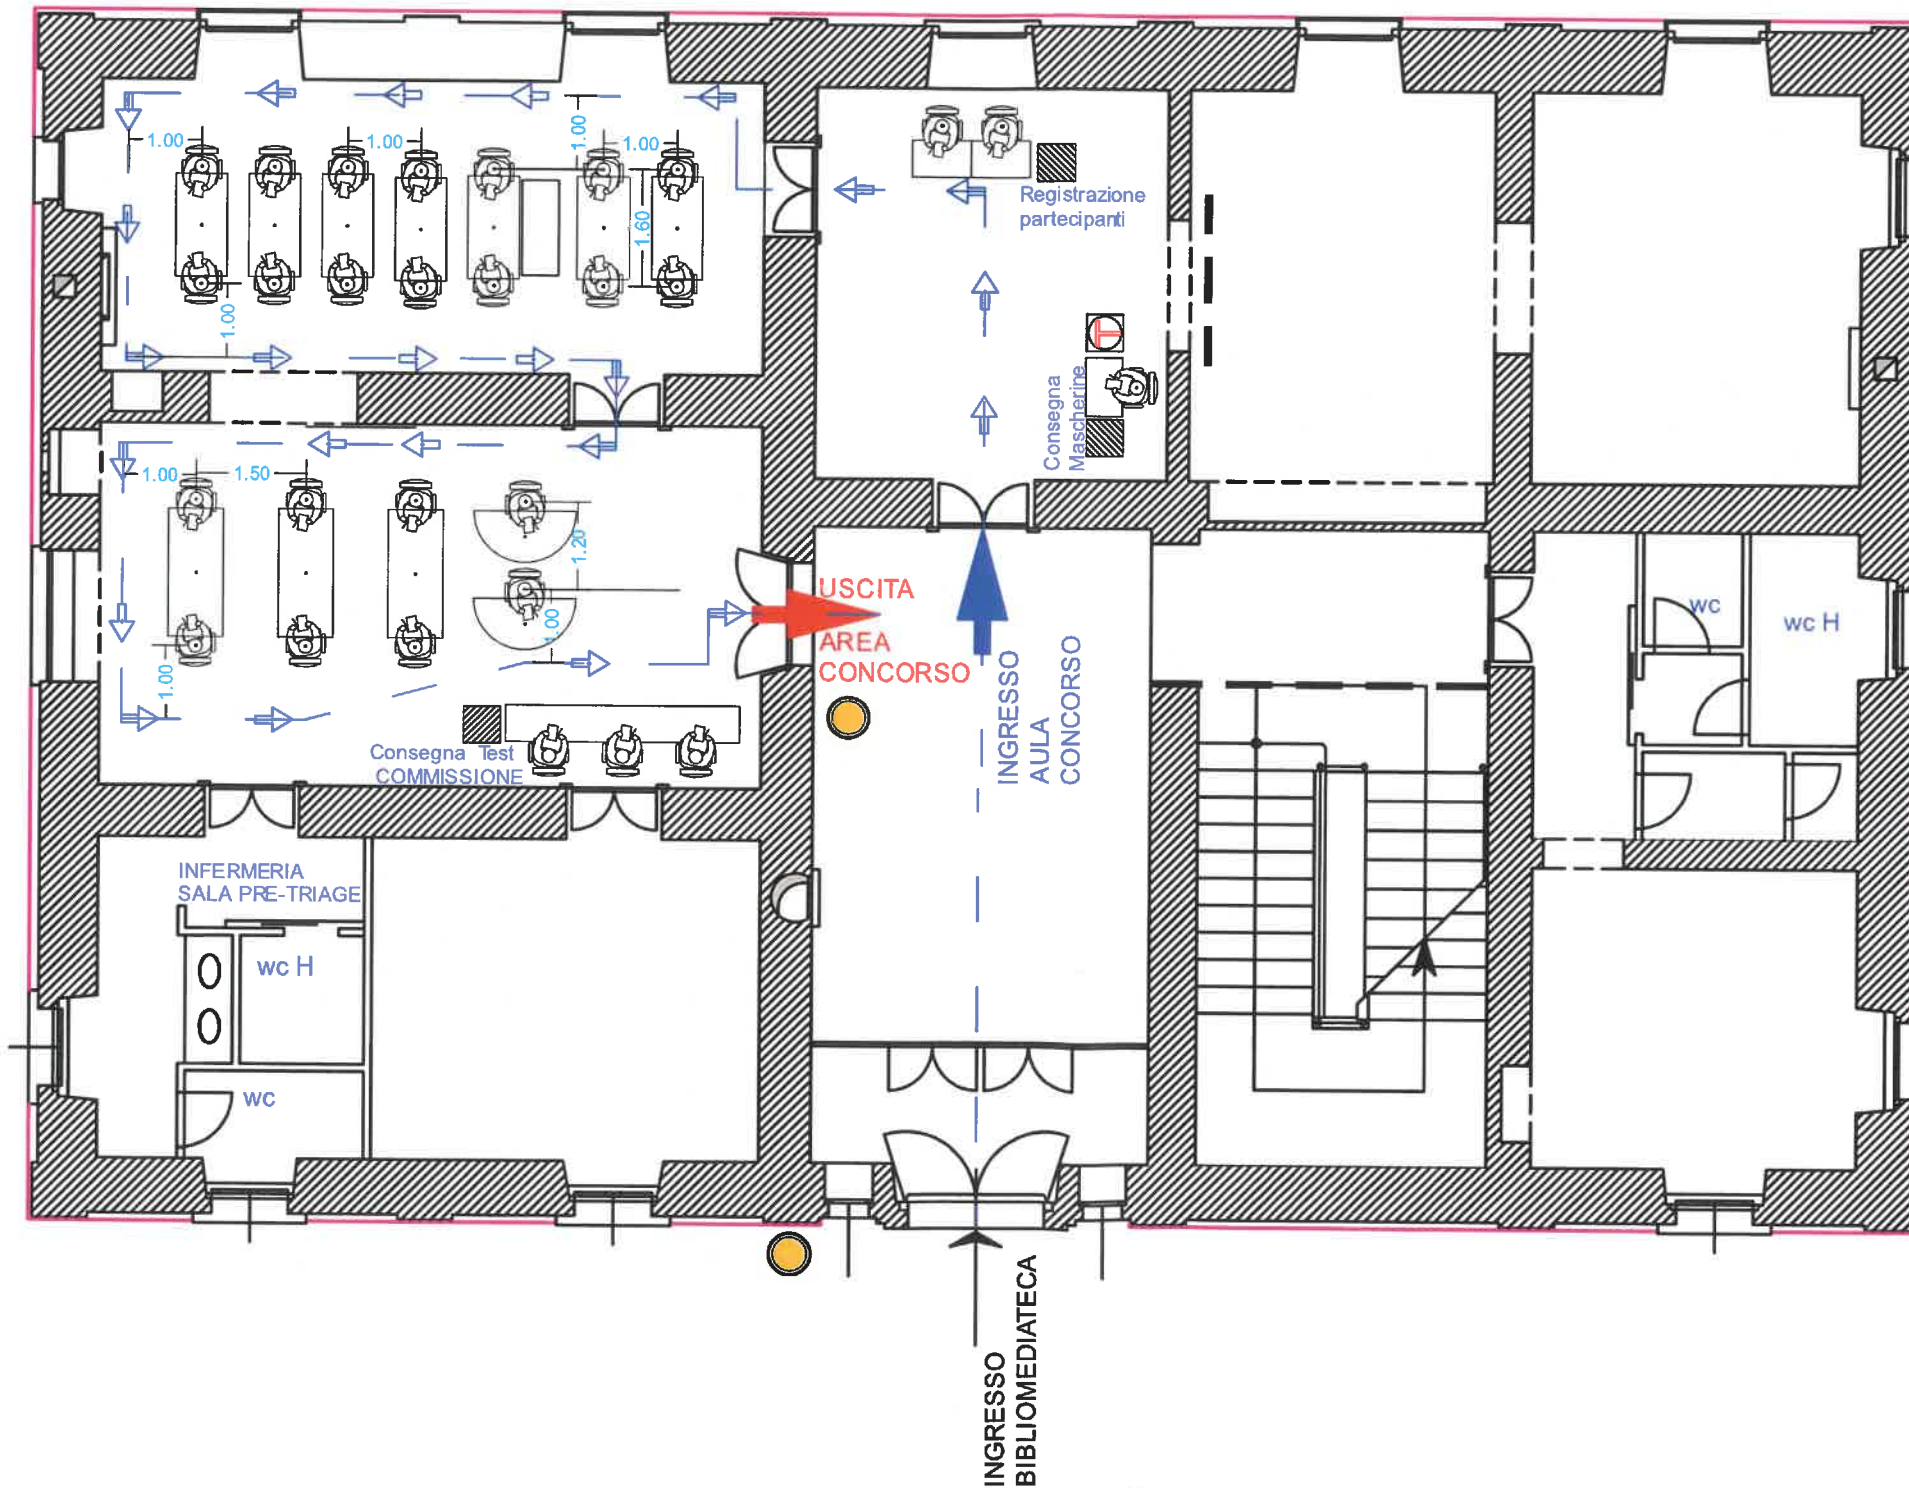 1.00
1.00
1.00
1.00
1.60
1.00
Registrazione
partecipanti
Consegna
Mascherine
1.00
1.50
1.20
1.00
1.00
USCITA
AREA
CONCORSO
INGRESSO
AULA
CONCORSO
Consegna Test
COMMISSIONE
wc
wc H
INFERMERIA
SALA PRE-TRIAGE
wc H
wc
INGRESSO
BIBLIOMEDIATECA